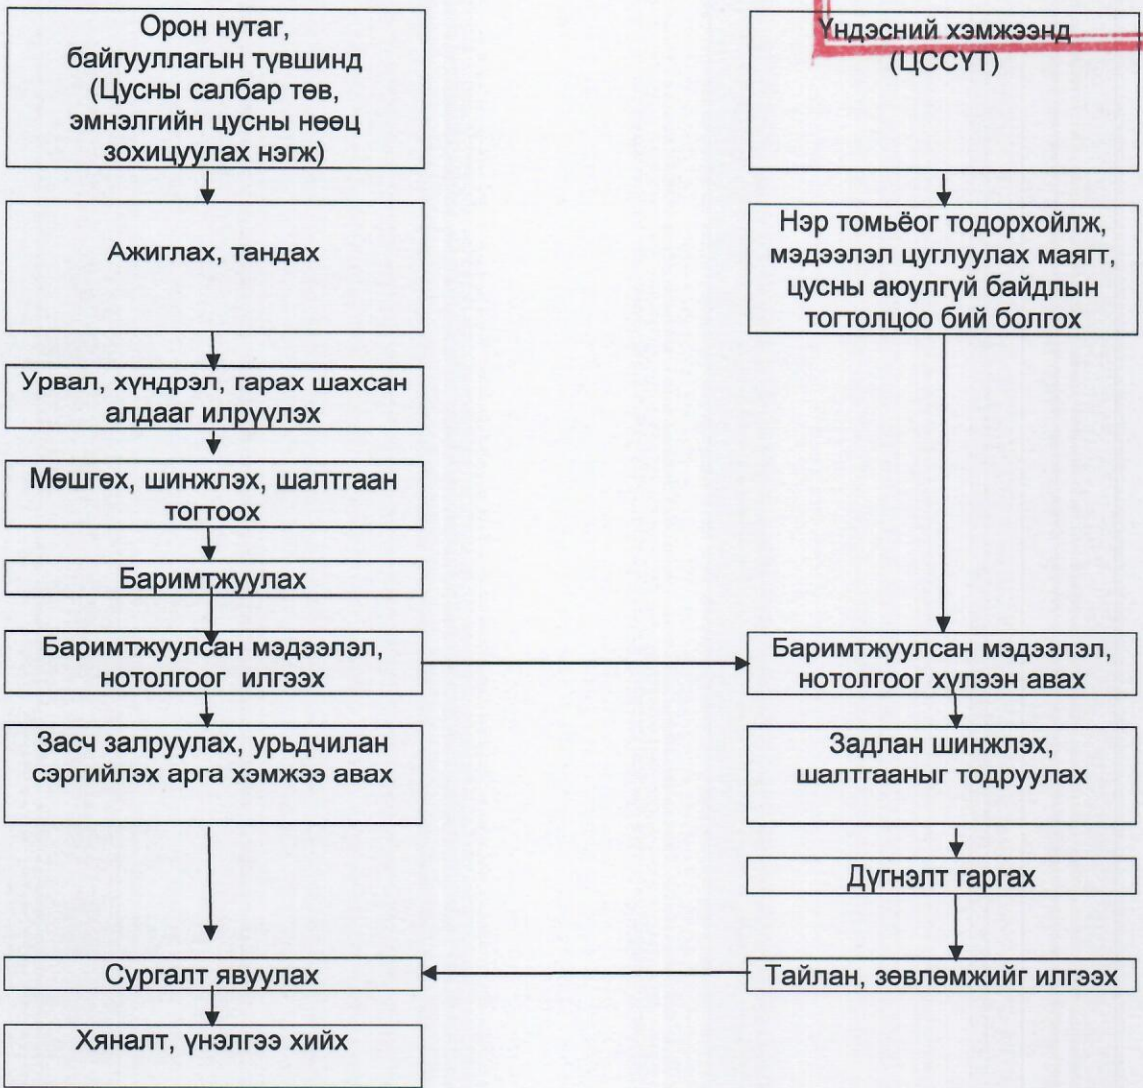 Орон нутаг,
байгууллагын түвшинд
(Цусны салбар төв,
эмнэлгийн цусны нөөц
зохицуулах нэгж)
Ажиглах, тандах
Урвал, хүндрэл, гарах шахсан
алдааг илрүүлэх
Мөшгөх, шинжлэх, шалтгаан
тогтоох
Баримтжуулах
Баримтжуулсан мэдээлэл,
нотолгоог илгээх
Засч залруулах, урьдчилан
сэргийлэх арга хэмжээ авах
Сургалт явуулах
Хяналт, үнэлгээ хийх
Үндэсний хэмжээнд
(ЦССҮТ)
Нэр томьёог тодорхойлж,
мэдээлэл цуглуулах маягт,
цусны аюулгүй байдлын
тогтолцоо бий болгох
Баримтжуулсан мэдээлэл,
нотолгоог хүлээн авах
Задлан шинжлэх,
шалтгааныг тодруулах
Дүгнэлт гаргах
Тайлан, зөвлөмжийг илгээх